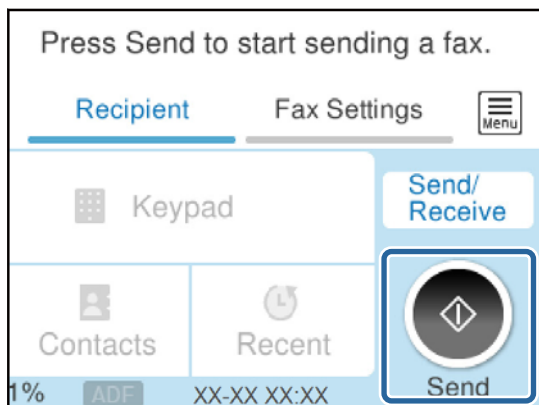 Press Send to start sending a fax.
Recipient Fax Settings Menu
Keypad
Send/
Receive
Contacts Recent
Send
1% ADF XX-XX XX:XX